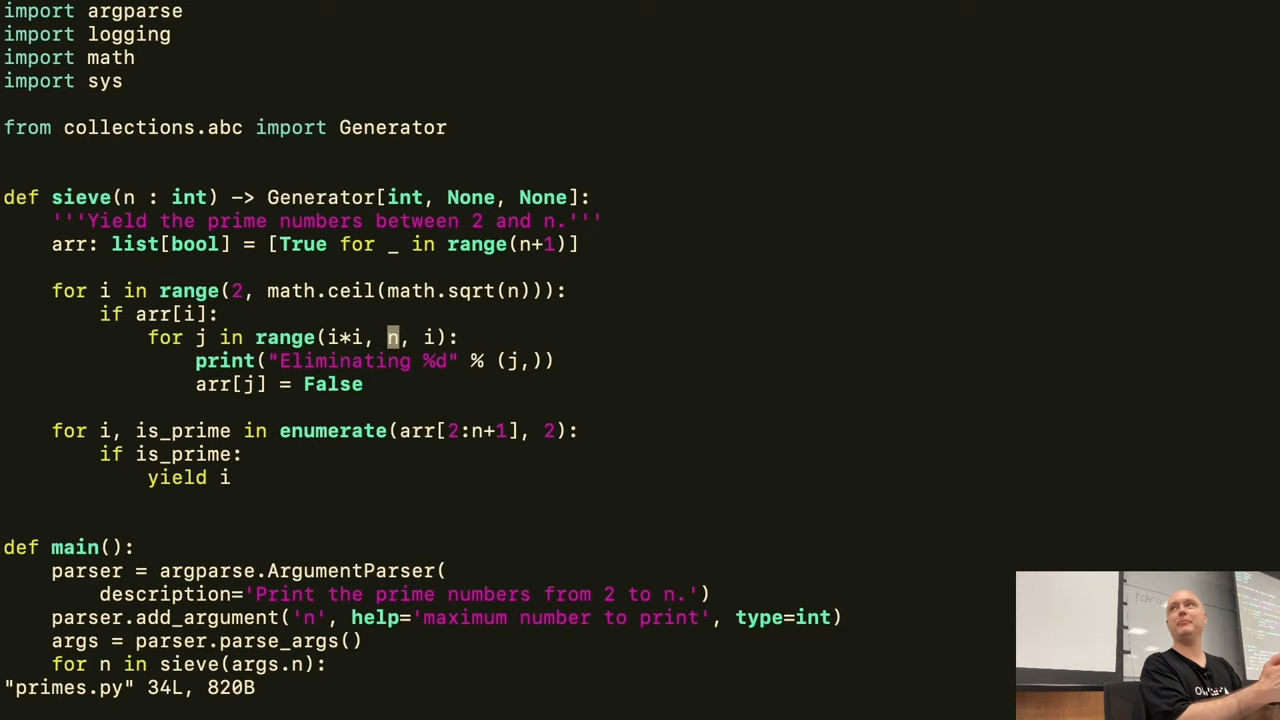 import argparse
import logging
import math
import sys

from collections.abc import Generator


def sieve(n : int) -> Generator[int, None, None]:
    '''Yield the prime numbers between 2 and n.'''
    arr: list[bool] = [True for _ in range(n+1)]

    for i in range(2, math.ceil(math.sqrt(n))):
        if arr[i]:
            for j in range(i*i, n, i):
                print("Eliminating %d" % (j,))
                arr[j] = False

    for i, is_prime in enumerate(arr[2:n+1], 2):
        if is_prime:
            yield i


def main():
    parser = argparse.ArgumentParser(
        description='Print the prime numbers from 2 to n.')
    parser.add_argument('n', help='maximum number to print', type=int)
    args = parser.parse_args()
    for n in sieve(args.n):
"primes.py" 34L, 820B